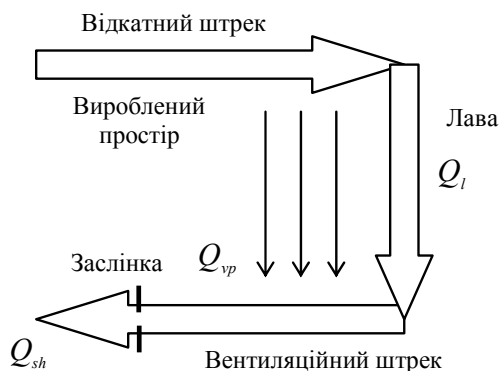 Відкатний штрек
Вироблений
простір
Лава
Q_l
Q_vp
Заслінка
Q_sh
Вентиляційний штрек